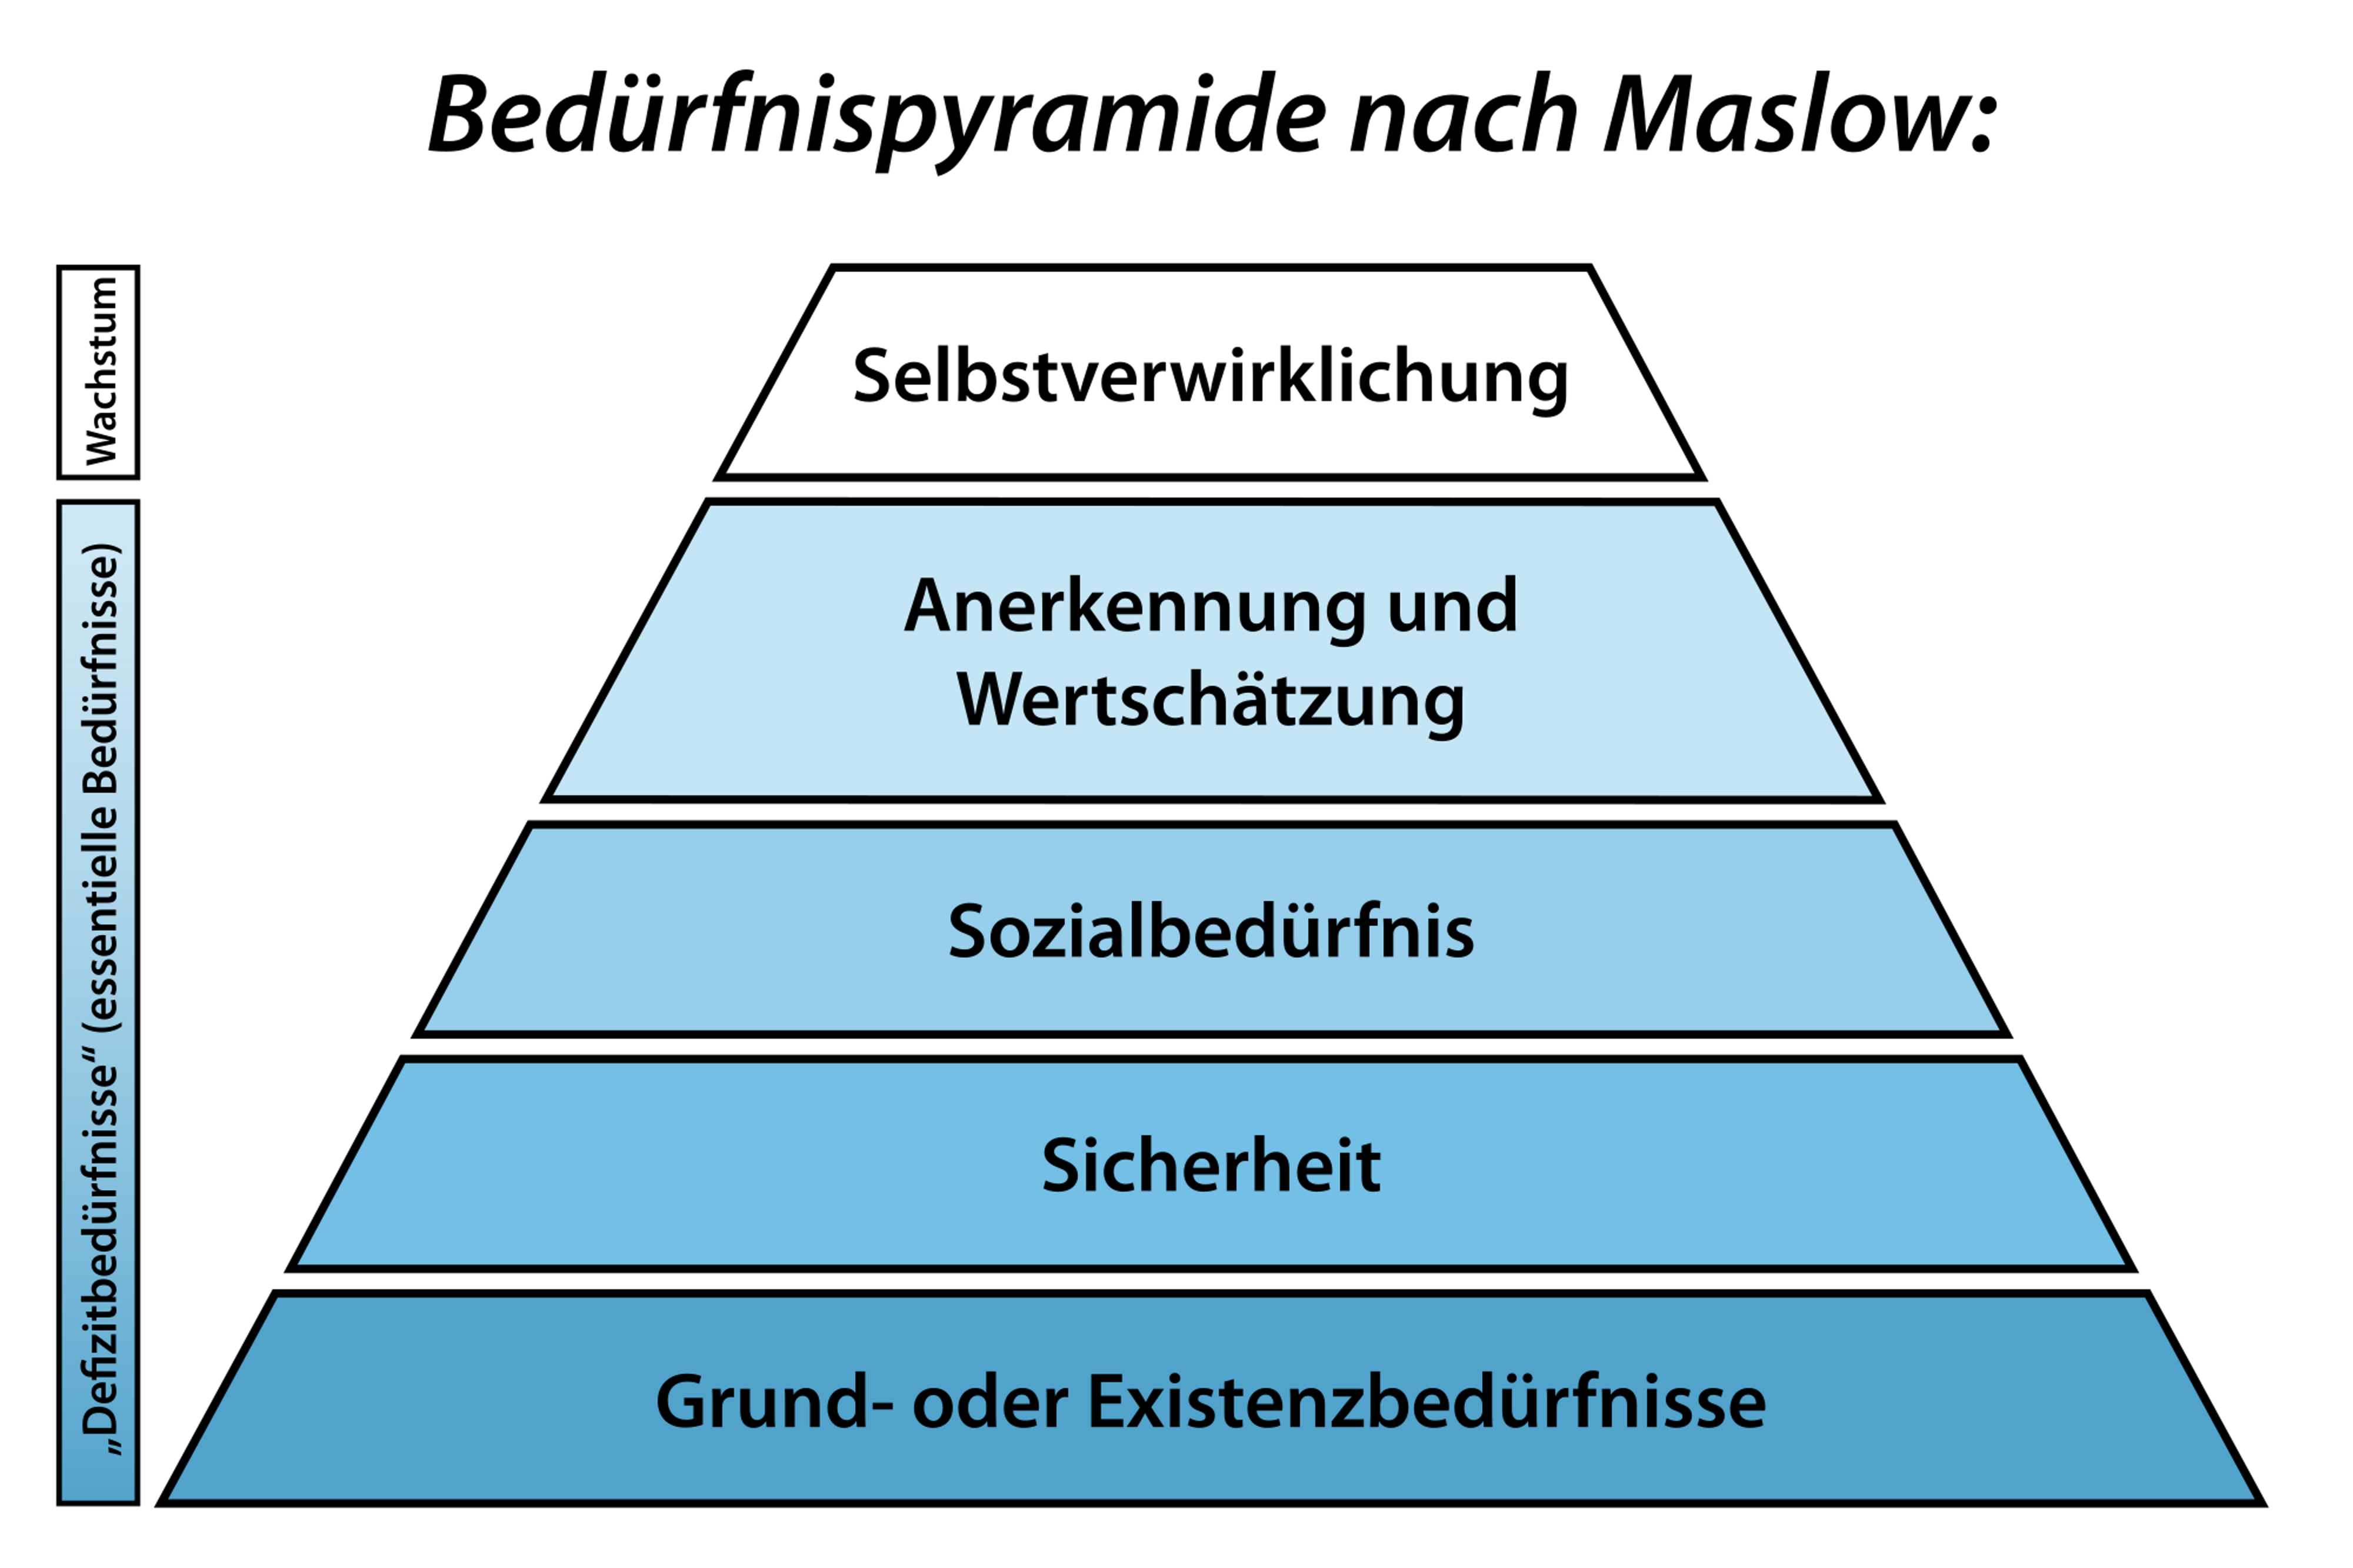 Bedürfnispyramide nach Maslow:
Wachstum
Selbstverwirklichung
„Defizitbedürfnisse“ (essentielle Bedürfnisse)
Anerkennung und
Wertschätzung
Sozialbedürfnis
Sicherheit
Grund- oder Existenzbedürfnisse